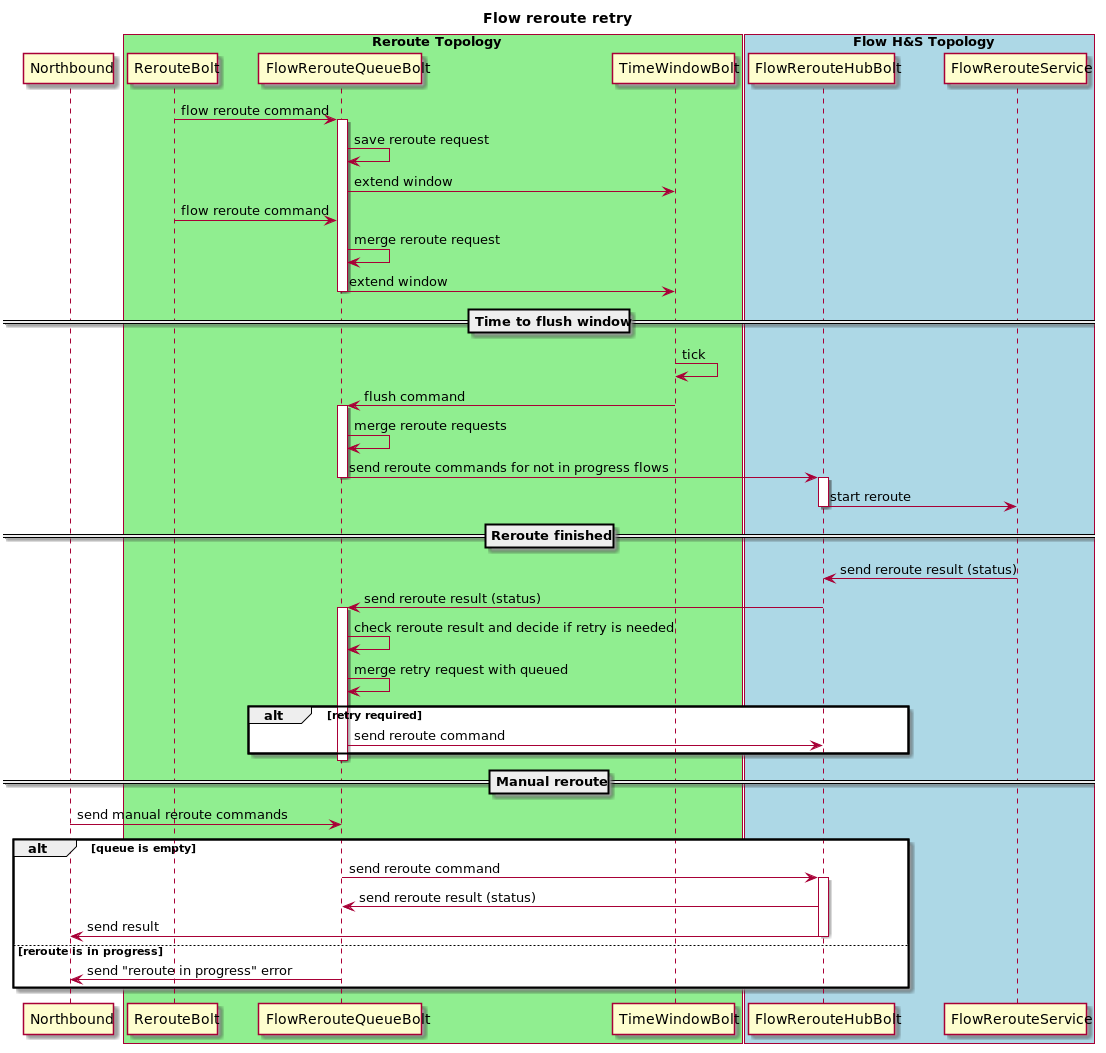 Flow reroute retry
Reroute Topology
Flow H&S Topology
Northbound
RerouteBolt
FlowRerouteQueueBolt
TimeWindowBolt
FlowRerouteHubBolt
FlowRerouteService
flow reroute command
save reroute request
extend window
flow reroute command
merge reroute request
extend window
Time to flush window
tick
flush command
merge reroute requests
send reroute commands for not in progress flows
start reroute
Reroute finished
send reroute result (status)
send reroute result (status)
check reroute result and decide if retry is needed
merge retry request with queued
alt
[retry required]
send reroute command
Manual reroute
send manual reroute commands
alt
[queue is empty]
send reroute command
send reroute result (status)
send result
[reroute is in progress]
send "reroute in progress" error
Northbound
RerouteBolt
FlowRerouteQueueBolt
TimeWindowBolt
FlowRerouteHubBolt
FlowRerouteService